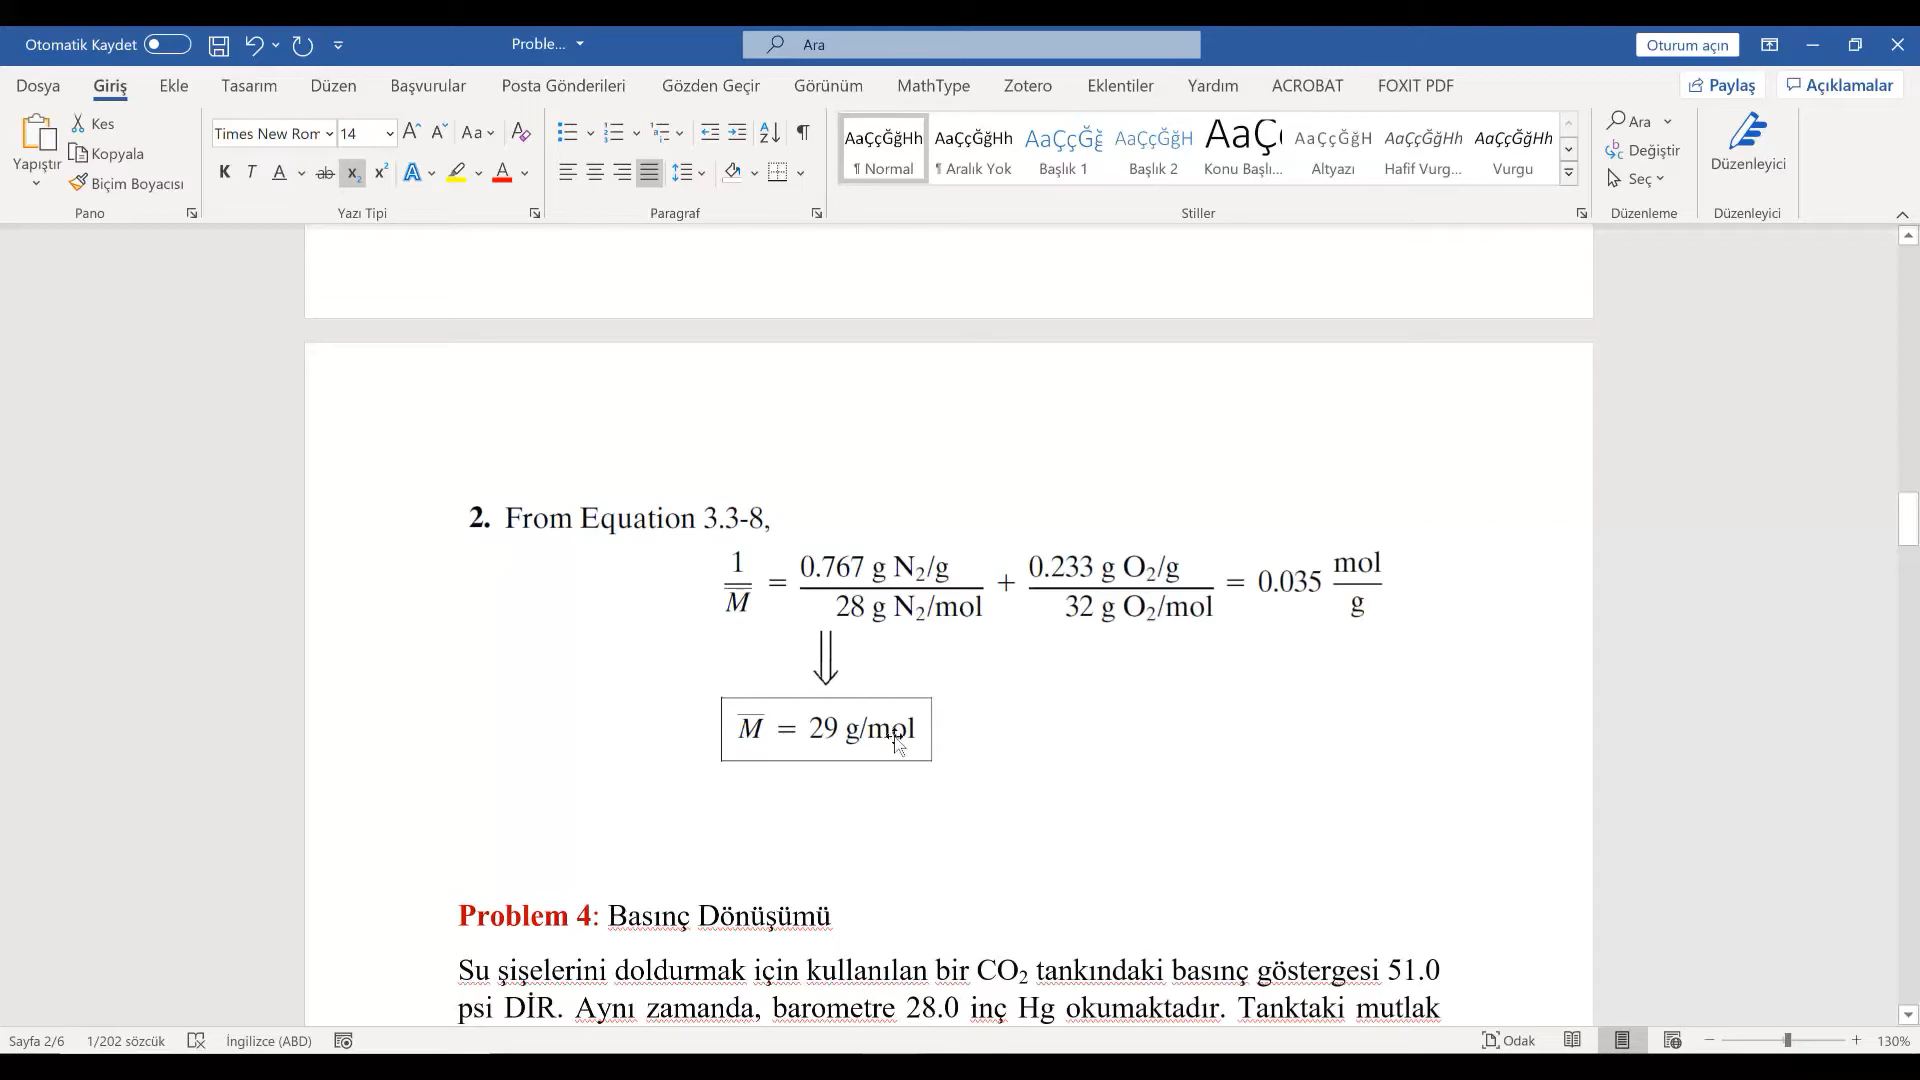 Otomatik Kaydet
Proble...
Ara
Oturum açın
Dosya Giriş Ekle Tasarım Düzen Başvurular Posta Gönderileri Gözden Geçir Görünüm MathType Zotero Eklentiler Yardım ACROBAT FOXIT PDF Paylaş Açıklamalar
Yapıştır
Kes
Kopyala
Biçim Boyacısı
Pano
Times New Rom 14
Yazı Tipi
Paragraf
AaÇçĞğHh AaÇçĞğHh AaÇçĞğ AaÇçĞğH AaÇ AaÇçĞğH AaÇçĞğHh AaÇçĞğHh
¶ Normal ¶ Aralık Yok Başlık 1 Başlık 2 Konu Başlı... Altyazı Hafif Vurg... Vurgu
Stiller
Ara
Değiştir
Seç
Düzenleme
Düzenleyici
Düzenleyici
2. From Equation 3.3-8,
1/M̅ = (0.767 g N₂/g)/(28 g N₂/mol) + (0.233 g O₂/g)/(32 g O₂/mol) = 0.035 mol/g
⇓
M̅ = 29 g/mol
Problem 4: Basınç Dönüşümü
Su şişelerini doldurmak için kullanılan bir CO₂ tankındaki basınç göstergesi 51.0
psi DİR. Aynı zamanda, barometre 28.0 inç Hg okumaktadır. Tanktaki mutlak
Sayfa 2/6 1/202 sözcük İngilizce (ABD) Odak 130%